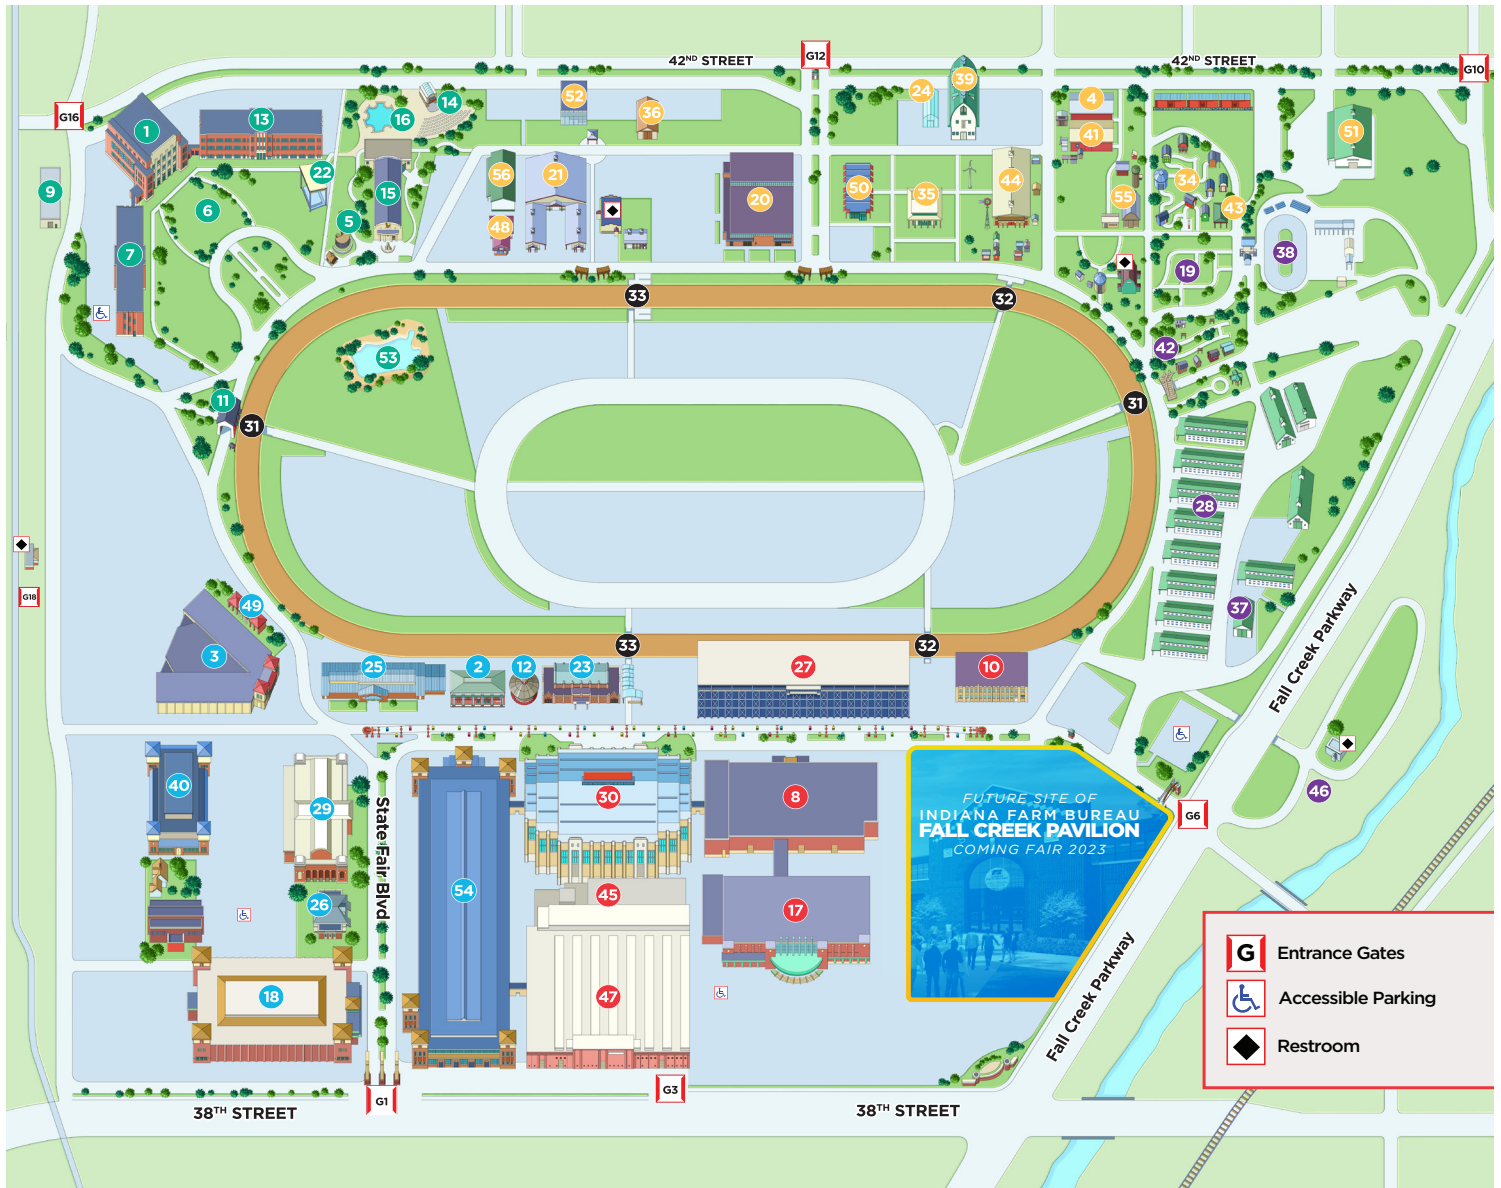 G12
42ND STREET
42ND STREET
G10
G16
39
24
52
14
4
16
36
13
1
41
51
22
15
56
21
34
50
35
44
9
20
55
6
5
43
48
7
38
19
33
32
42
53
11
31
31
28
G18
49
37
3
33
32
25
2
12
23
27
10
40
29
30
8
46
G6
Fall Creek Parkway
State Fair Blvd
FUTURE SITE OF
INDIANA FARM BUREAU
FALL CREEK PAVILION
COMING FAIR 2023
54
45
26
17
18
47
Fall Creek Parkway
G Entrance Gates
Accessible Parking
Restroom
G3
G1
38TH STREET
38TH STREET